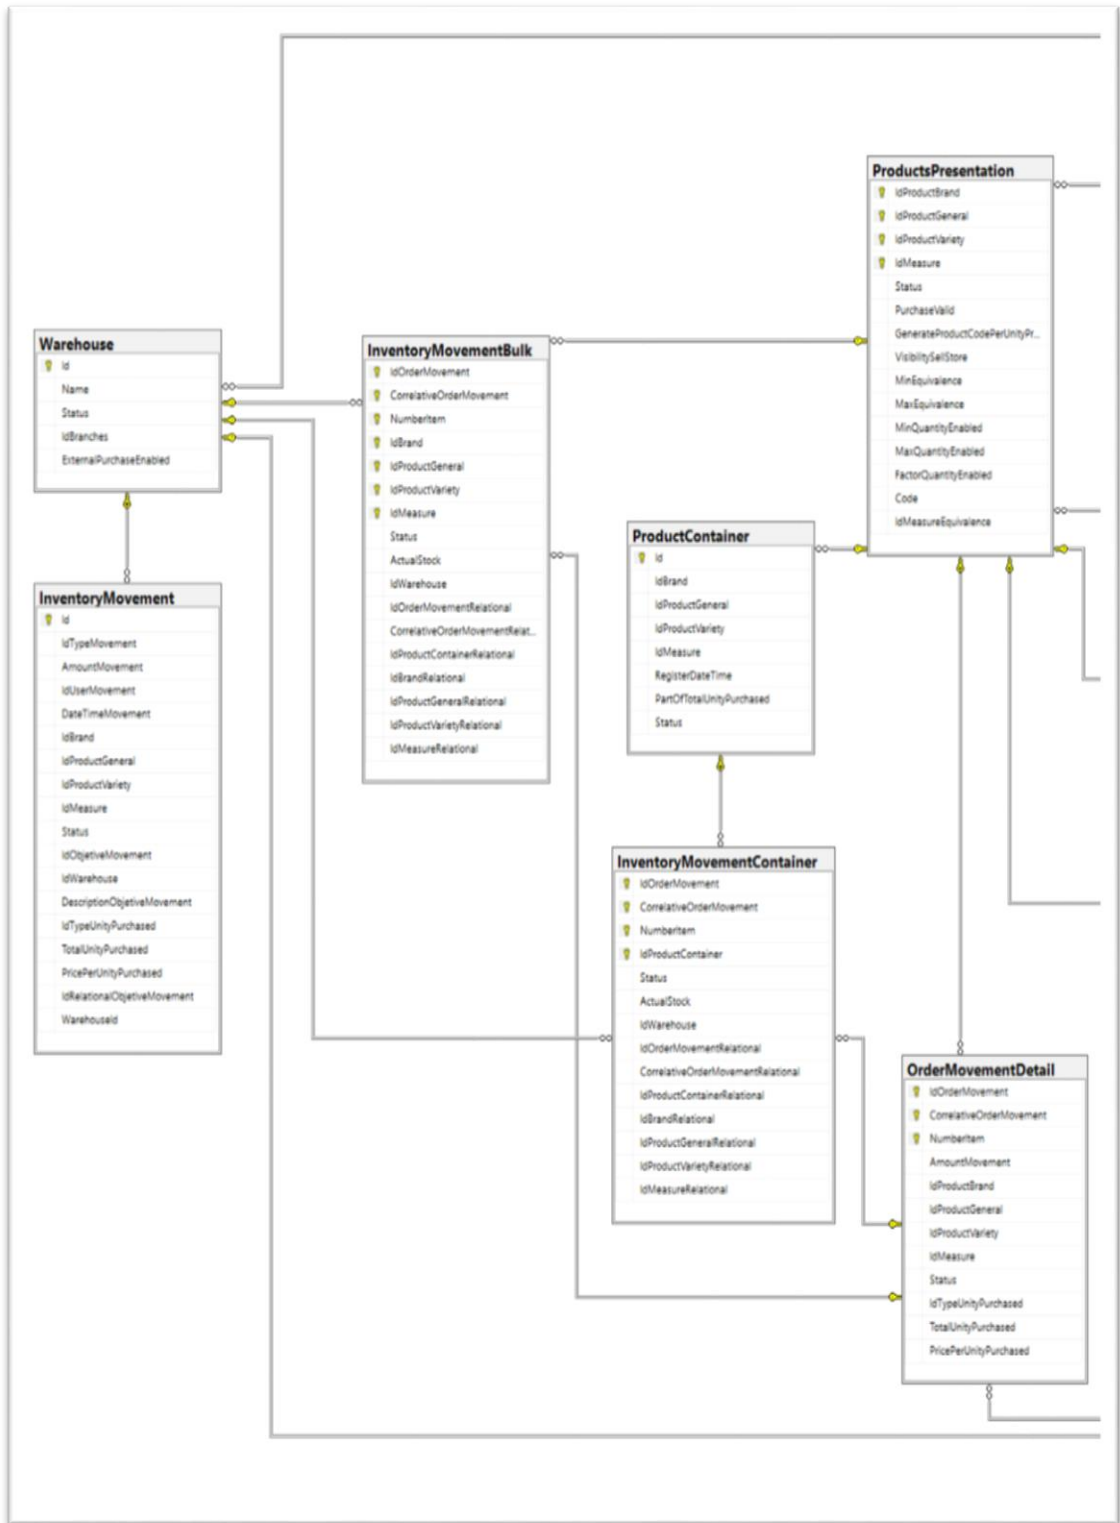 ProductsPresentation
IdProductBrand
IdProductGeneral
IdProductVariety
IdMeasure
Status
PurchaseValid
GenerateProductCodePerUnityPr...
VisibilitySellStore
MinEquivalence
MaxEquivalence
MinQuantityEnabled
MaxQuantityEnabled
FactorQuantityEnabled
Code
IdMeasureEquivalence
Warehouse
Id
Name
Status
IdBranches
ExternalPurchaseEnabled
InventoryMovementBulk
IdOrderMovement
CorrelativeOrderMovement
NumberItem
IdBrand
IdProductGeneral
IdProductVariety
IdMeasure
Status
ActualStock
IdWarehouse
IdOrderMovementRelational
CorrelativeOrderMovementRelat...
IdProductContainerRelational
IdBrandRelational
IdProductGeneralRelational
IdProductVarietyRelational
IdMeasureRelational
ProductContainer
Id
IdBrand
IdProductGeneral
IdProductVariety
IdMeasure
RegisterDateTime
PartOfTotalUnityPurchased
Status
InventoryMovement
Id
IdTypeMovement
AmountMovement
IdUserMovement
DateTimeMovement
IdBrand
IdProductGeneral
IdProductVariety
IdMeasure
Status
IdObjetiveMovement
IdWarehouse
DescriptionObjetiveMovement
IdTypeUnityPurchased
TotalUnityPurchased
PricePerUnityPurchased
IdRelationalObjetiveMovement
WarehouseId
InventoryMovementContainer
IdOrderMovement
CorrelativeOrderMovement
NumberItem
IdProductContainer
Status
ActualStock
IdWarehouse
IdOrderMovementRelational
CorrelativeOrderMovementRelational
IdProductContainerRelational
IdBrandRelational
IdProductGeneralRelational
IdProductVarietyRelational
IdMeasureRelational
OrderMovementDetail
IdOrderMovement
CorrelativeOrderMovement
NumberItem
AmountMovement
IdProductBrand
IdProductGeneral
IdProductVariety
IdMeasure
Status
IdTypeUnityPurchased
TotalUnityPurchased
PricePerUnityPurchased